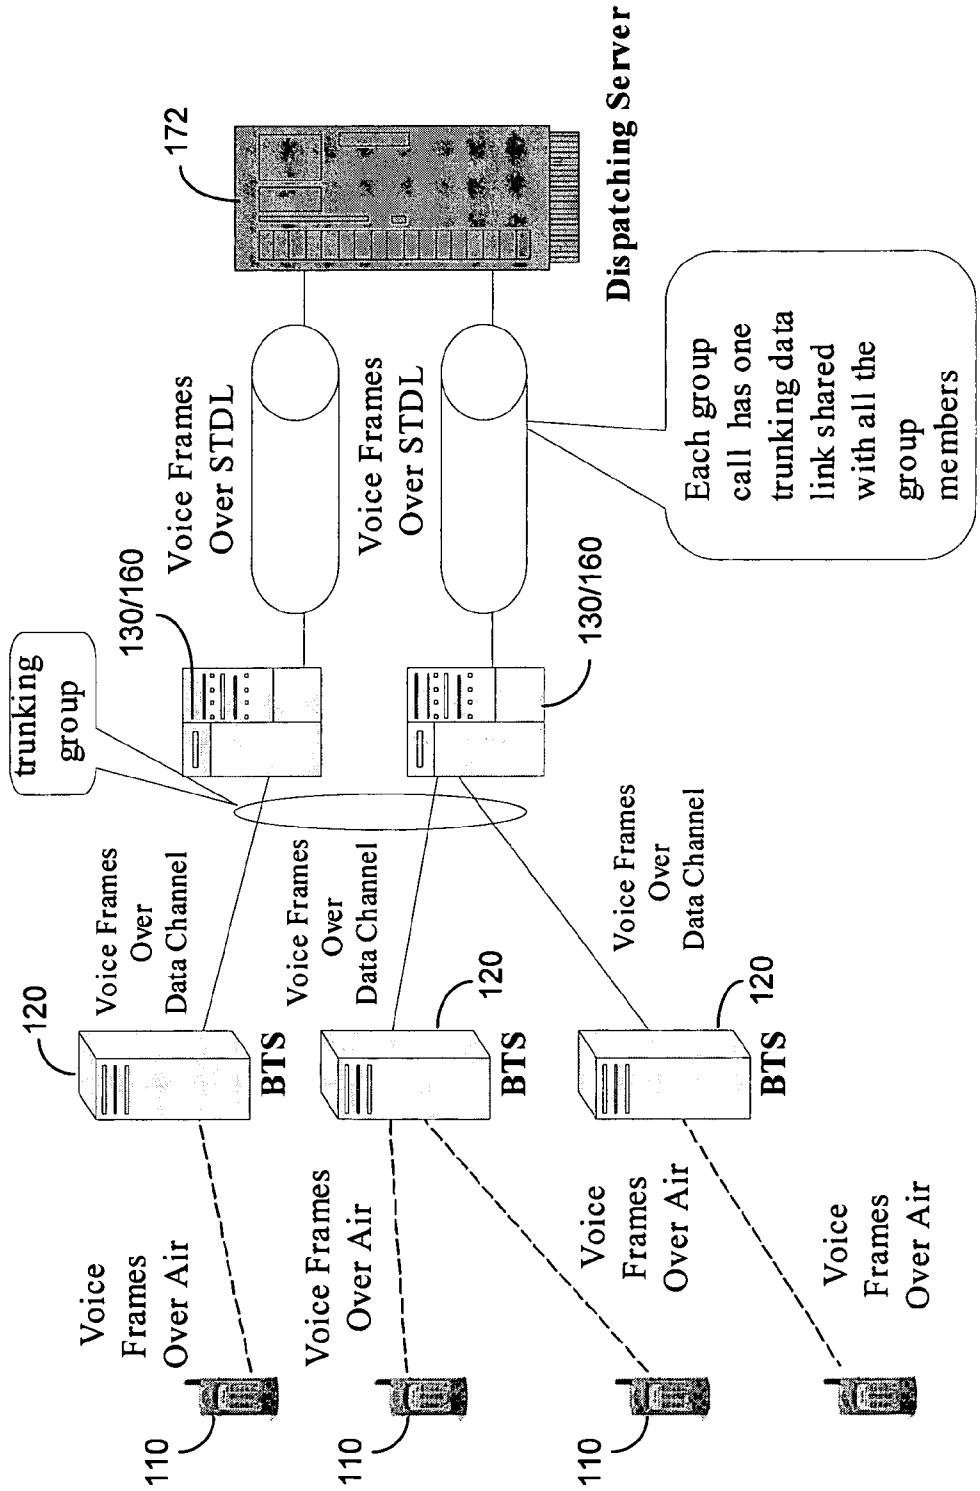 172
Dispatching Server
Voice Frames
Over STDL
Voice Frames
Over STDL
Each group
call has one
trunking data
link shared
with all the
group
members
130/160
130/160
trunking
group
Voice Frames
Over
Data Channel
Voice Frames
Over
Data Channel
Voice Frames
Over
Data Channel
120
BTS
120
BTS
120
BTS
Voice
Frames
Over Air
Voice Frames
Over Air
Voice
Frames
Over Air
Voice
Frames
Over Air
110
110
110